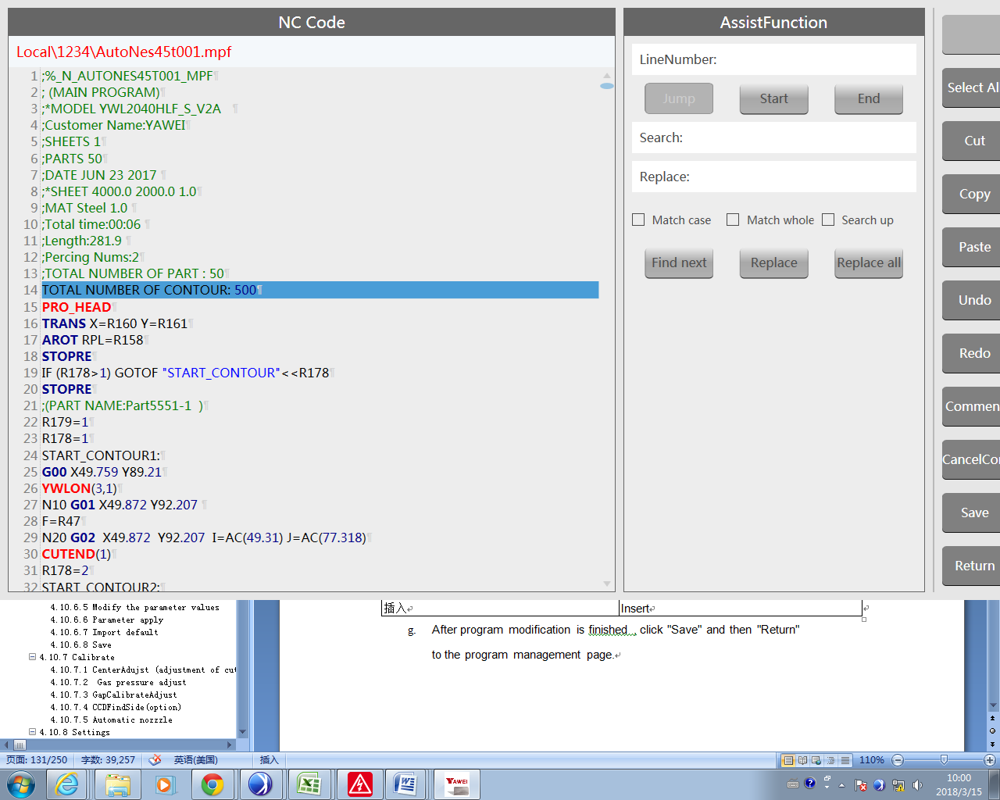 NC Code
Local\1234\AutoNes45t001.mpf
1 ;%_N_AUTONES45T001_MPF¶
2 ; (MAIN PROGRAM)¶
3 ;*MODEL YWL2040HLF_S_V2A ¶
4 ;Customer Name:YAWEI¶
5 ;SHEETS 1¶
6 ;PARTS 50¶
7 ;DATE JUN 23 2017 ¶
8 ;*SHEET 4000.0 2000.0 1.0¶
9 ;MAT Steel 1.0 ¶
10 ;Total time:00:06 ¶
11 ;Length:281.9 ¶
12 ;Percing Nums:2¶
13 ;TOTAL NUMBER OF PART : 50¶
14 TOTAL NUMBER OF CONTOUR: 500¶
15 PRO_HEAD¶
16 TRANS X=R160 Y=R161¶
17 AROT RPL=R158¶
18 STOPRE¶
19 IF (R178>1) GOTOF "START_CONTOUR"<<R178¶
20 STOPRE¶
21 ;(PART NAME:Part5551-1 )¶
22 R179=1¶
23 R178=1¶
24 START_CONTOUR1:¶
25 G00 X49.759 Y89.21¶
26 YWLON(3,1)¶
27 N10 G01 X49.872 Y92.207 ¶
28 F=R47¶
29 N20 G02 X49.872 Y92.207 I=AC(49.31) J=AC(77.318)¶
30 CUTEND(1)¶
31 R178=2¶
32 START_CONTOUR2:¶
AssistFunction
LineNumber:
Jump Start End
Search:
Replace:
Match case Match whole Search up
Find next Replace Replace all
Select Al
Cut
Copy
Paste
Undo
Redo
Commen
CancelCor
Save
Return
4.10.6.5 Modify the parameter values
4.10.6.6 Parameter apply
4.10.6.7 Import default
4.10.6.8 Save
4.10.7 Calibrate
4.10.7.1 CenterAdujst (adjustment of cut
4.10.7.2 Gas pressure adjust
4.10.7.3 GapCalibrateAdjust
4.10.7.4 CCDFindSide(option)
4.10.7.5 Automatic nozzzle
4.10.8 Settings
插入 Insert
g. After program modification is finished , click "Save" and then "Return"
to the program management page.
页面: 131/250 字数: 39,257 英语(美国) 插入 110%
YAWEI
10:00
2018/3/15